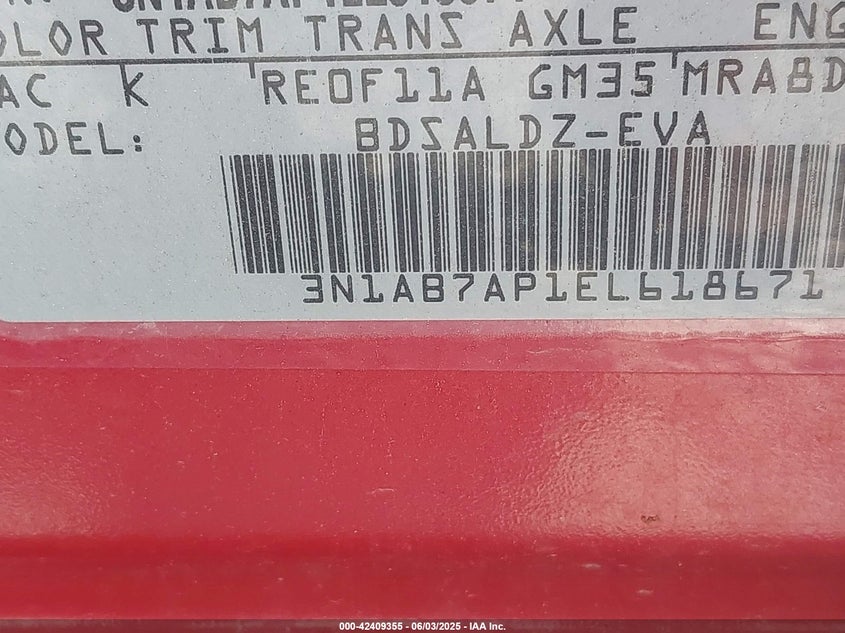 OLOR TRIM TRANS AXLE ENG
AC K RE0F11A GM35 MRA8D
ODEL: BDSALDZ-EVA
3N1AB7AP1EL618671
000-42409355 - 06/03/2025 - IAA Inc.